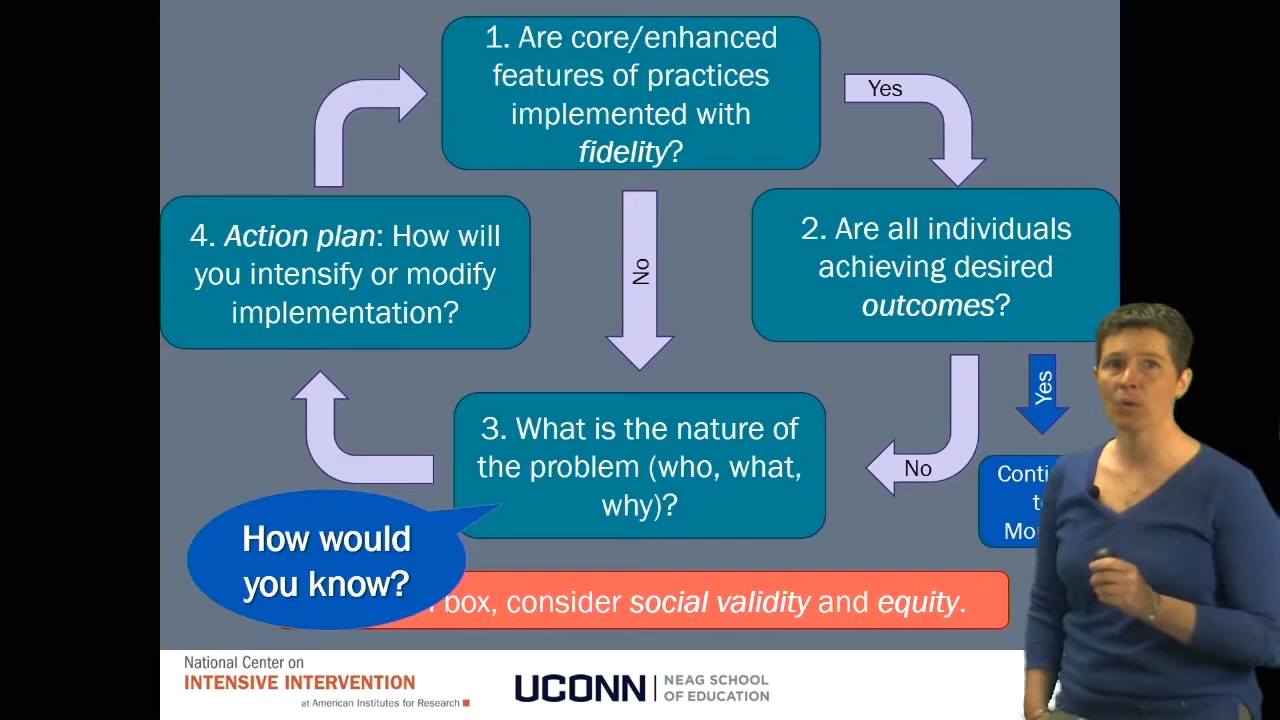 1. Are core/enhanced
features of practices
implemented with
fidelity?
Yes
4. Action plan: How will
you intensify or modify
implementation?
No
2. Are all individuals
achieving desired
outcomes?
Yes
3. What is the nature of
the problem (who, what,
why)?
No
How would
you know?
box, consider social validity and equity.
National Center on
INTENSIVE INTERVENTION
at American Institutes for Research
UCONN
NEAG SCHOOL
OF EDUCATION